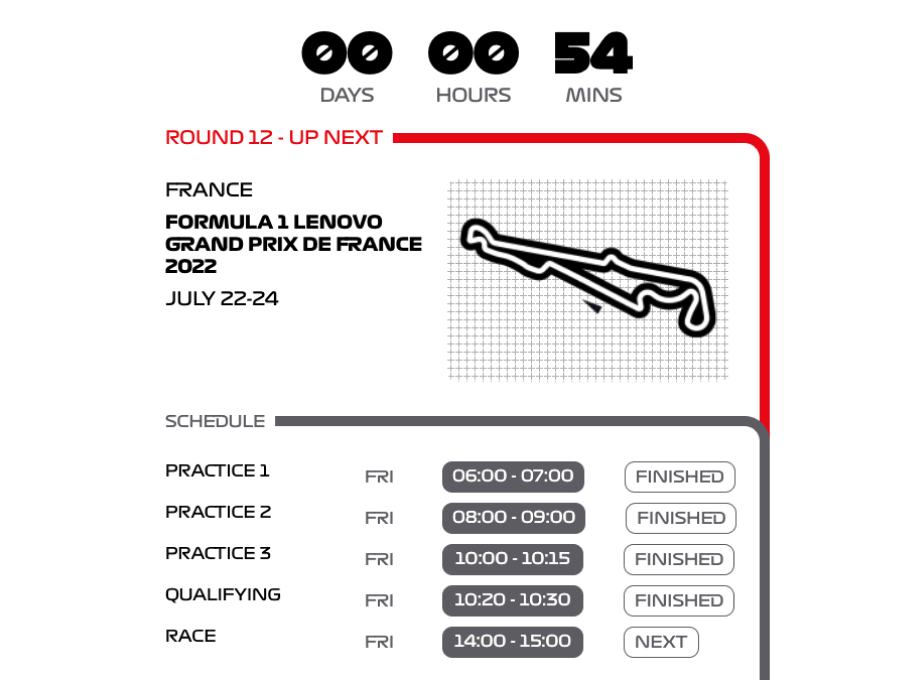 00 00 54
DAYS HOURS MINS
ROUND 12 - UP NEXT
FRANCE
FORMULA 1 LENOVO
GRAND PRIX DE FRANCE
2022
JULY 22-24
SCHEDULE
PRACTICE 1 FRI 06:00 - 07:00 FINISHED
PRACTICE 2 FRI 08:00 - 09:00 FINISHED
PRACTICE 3 FRI 10:00 - 10:15 FINISHED
QUALIFYING FRI 10:20 - 10:30 FINISHED
RACE FRI 14:00 - 15:00 NEXT